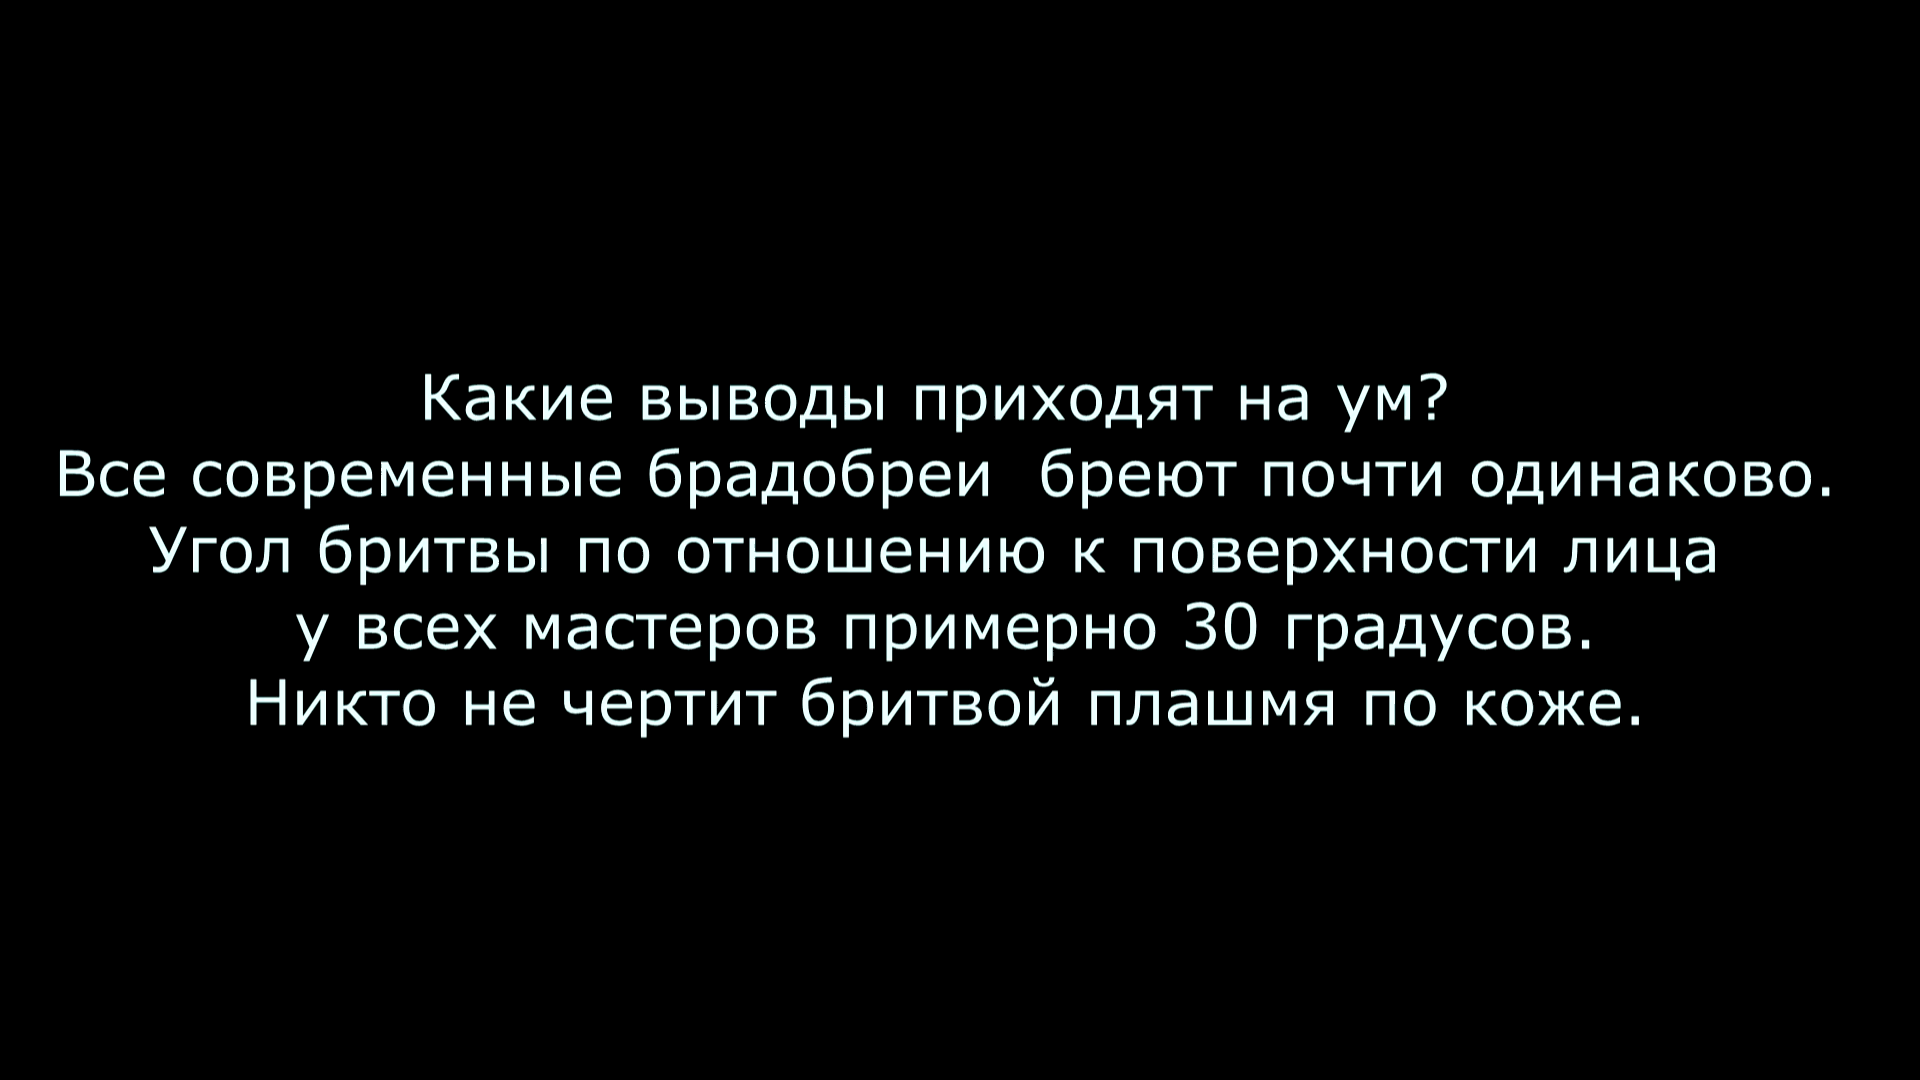 Какие выводы приходят на ум?
Все современные брадобреи  бреют почти одинаково.
Угол бритвы по отношению к поверхности лица
у всех мастеров примерно 30 градусов.
Никто не чертит бритвой плашмя по коже.